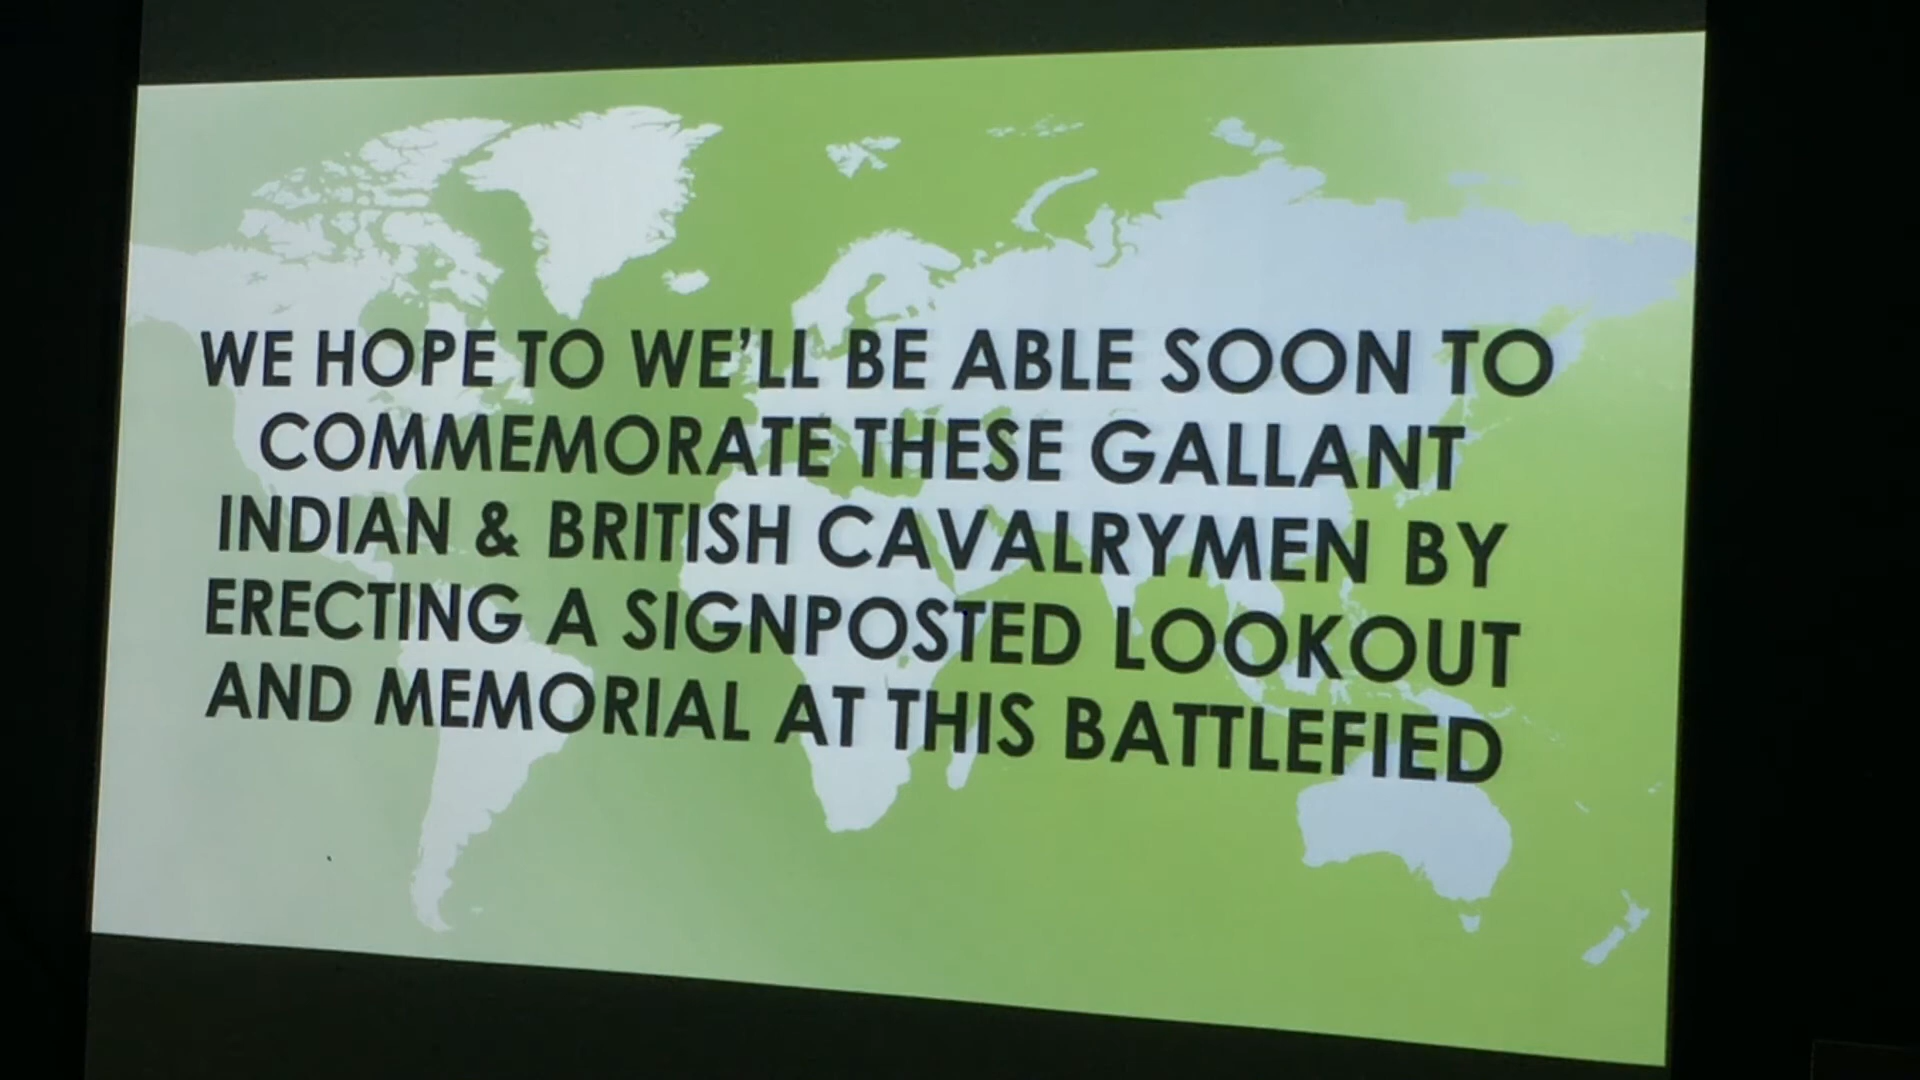 WE HOPE TO WE'LL BE ABLE SOON TO
COMMEMORATE THESE GALLANT
INDIAN & BRITISH CAVALRYMEN BY
ERECTING A SIGNPOSTED LOOKOUT
AND MEMORIAL AT THIS BATTLEFIED